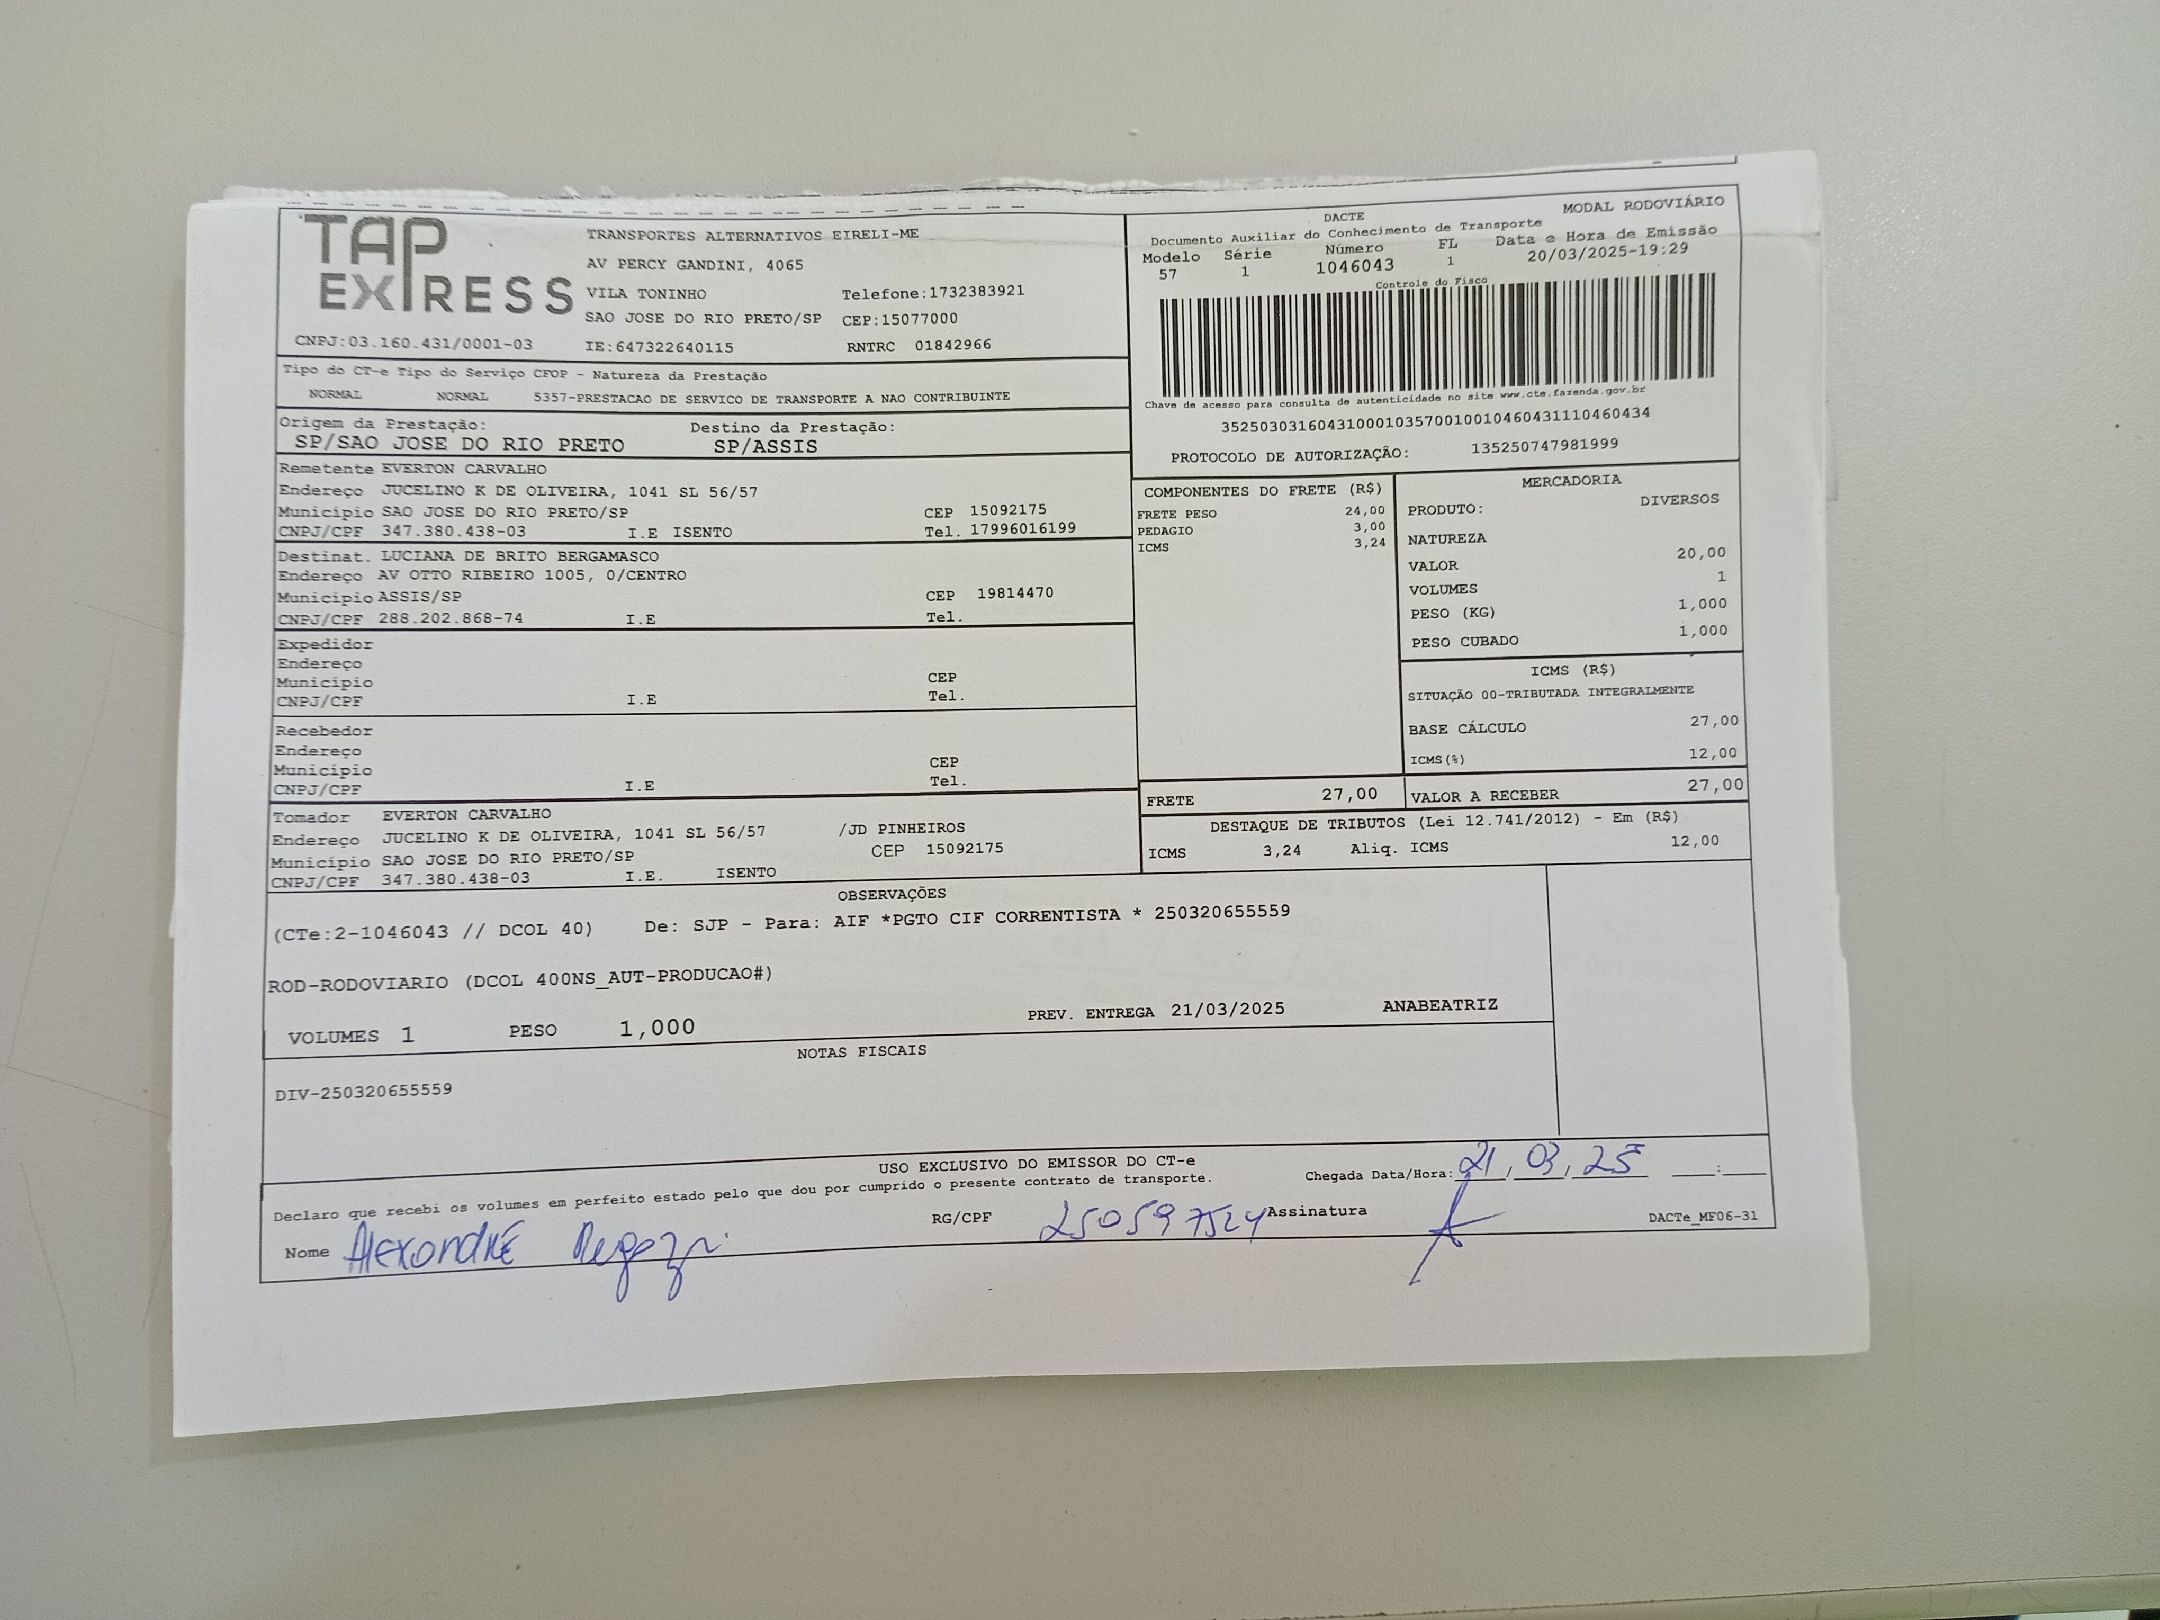 TAP EXPRESS
TRANSPORTES ALTERNATIVOS EIRELI-ME
AV PERCY GANDINI, 4065
VILA TONINHO Telefone:1732383921
SAO JOSE DO RIO PRETO/SP CEP:15077000
CNPJ:03.160.431/0001-03 IE:647322640115 RNTRC 01842966
DACTE MODAL RODOVIÁRIO
Documento Auxiliar do Conhecimento de Transporte
Modelo Série Número FL Data e Hora de Emissão
57 1 1046043 1 20/03/2025-19:29
Controle do Fisco
Chave de acesso para consulta de autenticidade no site www.cte.fazenda.gov.br
35250303160431000103570010010460431110460434
PROTOCOLO DE AUTORIZAÇÃO: 135250747981999
Tipo do CT-e Tipo do Serviço CFOP - Natureza da Prestação
NORMAL NORMAL 5357-PRESTACAO DE SERVICO DE TRANSPORTE A NAO CONTRIBUINTE
Origem da Prestação: Destino da Prestação:
SP/SAO JOSE DO RIO PRETO SP/ASSIS
Remetente EVERTON CARVALHO
Endereço JUCELINO K DE OLIVEIRA, 1041 SL 56/57
Município SAO JOSE DO RIO PRETO/SP CEP 15092175
CNPJ/CPF 347.380.438-03 I.E ISENTO Tel. 17996016199
Destinat. LUCIANA DE BRITO BERGAMASCO
Endereço AV OTTO RIBEIRO 1005, 0/CENTRO
Município ASSIS/SP CEP 19814470
CNPJ/CPF 288.202.868-74 I.E Tel.
Expedidor
Endereço
Município CEP
CNPJ/CPF I.E Tel.
Recebedor
Endereço
Município CEP
CNPJ/CPF I.E Tel.
Tomador EVERTON CARVALHO
Endereço JUCELINO K DE OLIVEIRA, 1041 SL 56/57 /JD PINHEIROS
Município SAO JOSE DO RIO PRETO/SP CEP 15092175
CNPJ/CPF 347.380.438-03 I.E. ISENTO
COMPONENTES DO FRETE (R$)
FRETE PESO 24,00
PEDAGIO 3,00
ICMS 3,24
MERCADORIA
PRODUTO: DIVERSOS
NATUREZA
VALOR 20,00
VOLUMES 1
PESO (KG) 1,000
PESO CUBADO 1,000
ICMS (R$)
SITUAÇÃO 00-TRIBUTADA INTEGRALMENTE
BASE CÁLCULO 27,00
ICMS(%) 12,00
FRETE 27,00 VALOR A RECEBER 27,00
DESTAQUE DE TRIBUTOS (Lei 12.741/2012) - Em (R$)
ICMS 3,24 Aliq. ICMS 12,00
OBSERVAÇÕES
(CTe:2-1046043 // DCOL 40) De: SJP - Para: AIF *PGTO CIF CORRENTISTA * 250320655559
ROD-RODOVIARIO (DCOL 400NS_AUT-PRODUCAO#)
VOLUMES 1 PESO 1,000 PREV. ENTREGA 21/03/2025 ANABEATRIZ
NOTAS FISCAIS
DIV-250320655559
USO EXCLUSIVO DO EMISSOR DO CT-e
Declaro que recebi os volumes em perfeito estado pelo que dou por cumprido o presente contrato de transporte. Chegada Data/Hora: 21/03/25 __:__
Nome Alexandre RG/CPF 250597524 Assinatura DACTe_MF06-31